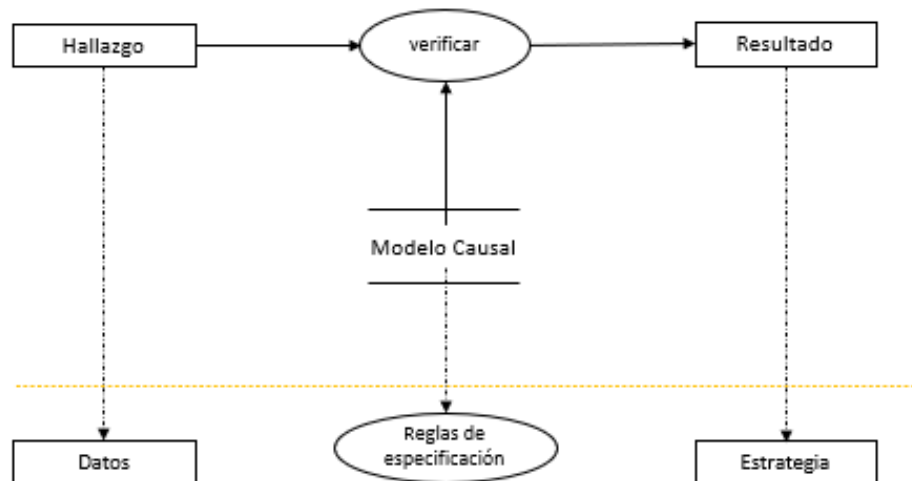 Hallazgo
verificar
Resultado
Modelo Causal
Datos
Reglas de
especificación
Estrategia